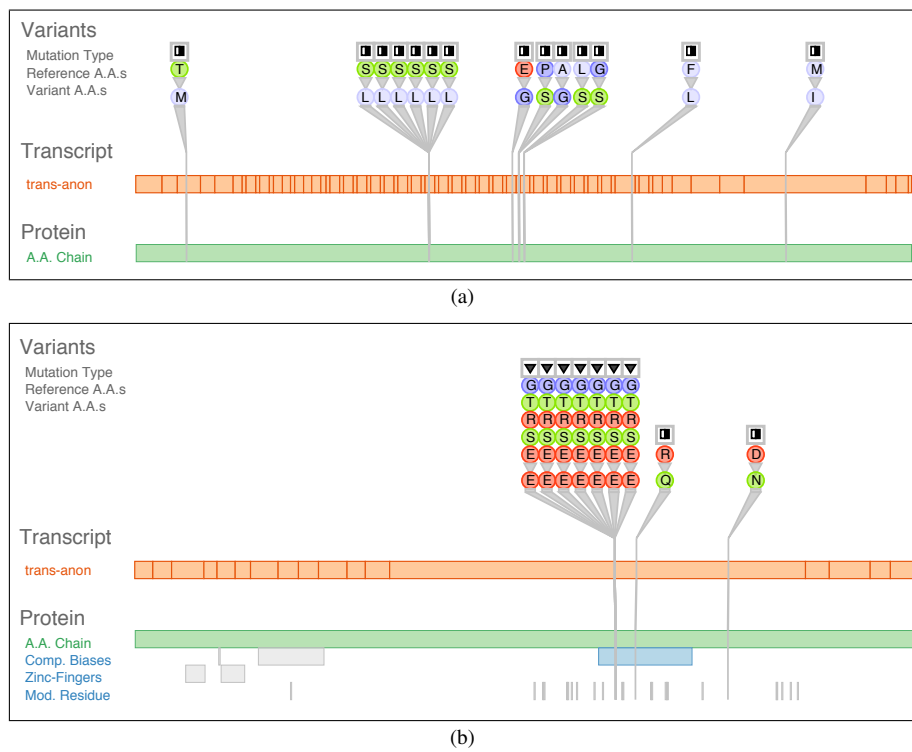 Variants
Mutation Type
Reference A.A.s
Variant A.A.s
T S S S S S S E P A L G F M
M L L L L L L G S G S S L I
Transcript
trans-anon
Protein
A.A. Chain
(a)
Variants
Mutation Type
Reference A.A.s
Variant A.A.s
G G G G G G G
T T T T T T T
R R R R R R R
S S S S S S S
E E E E E E E R D
E E E E E E E Q N
Transcript
trans-anon
Protein
A.A. Chain
Comp. Biases
Zinc-Fingers
Mod. Residue
(b)